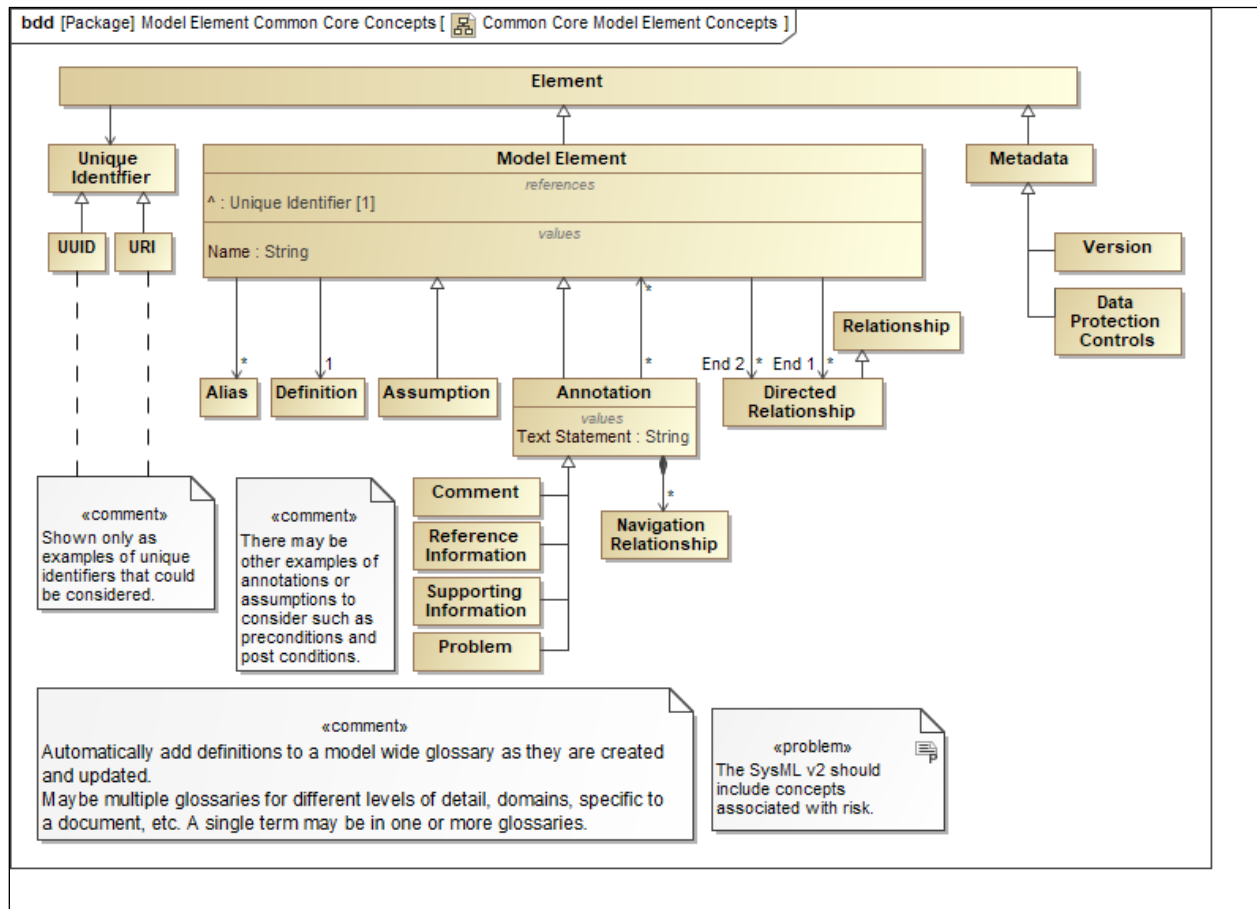 bdd [Package] Model Element Common Core Concepts [ Common Core Model Element Concepts ]
Element
Unique
Identifier
1
Model Element
references
^ : Unique Identifier [1]
values
Name : String
Metadata
UUID
URI
Version
Data
Protection
Controls
*
1
*
*
End 2
*
End 1
*
Relationship
Alias
Definition
Assumption
Annotation
values
Text Statement : String
Directed
Relationship
*
Navigation
Relationship
Comment
Reference
Information
Supporting
Information
Problem
«comment»
Shown only as
examples of unique
identifiers that could
be considered.
«comment»
There may be
other examples of
annotations or
assumptions to
consider such as
preconditions and
post conditions.
«comment»
Automatically add definitions to a model wide glossary as they are created
and updated.
Maybe multiple glossaries for different levels of detail, domains, specific to
a document, etc. A single term may be in one or more glossaries.
«problem»
P
The SysML v2 should
include concepts
associated with risk.